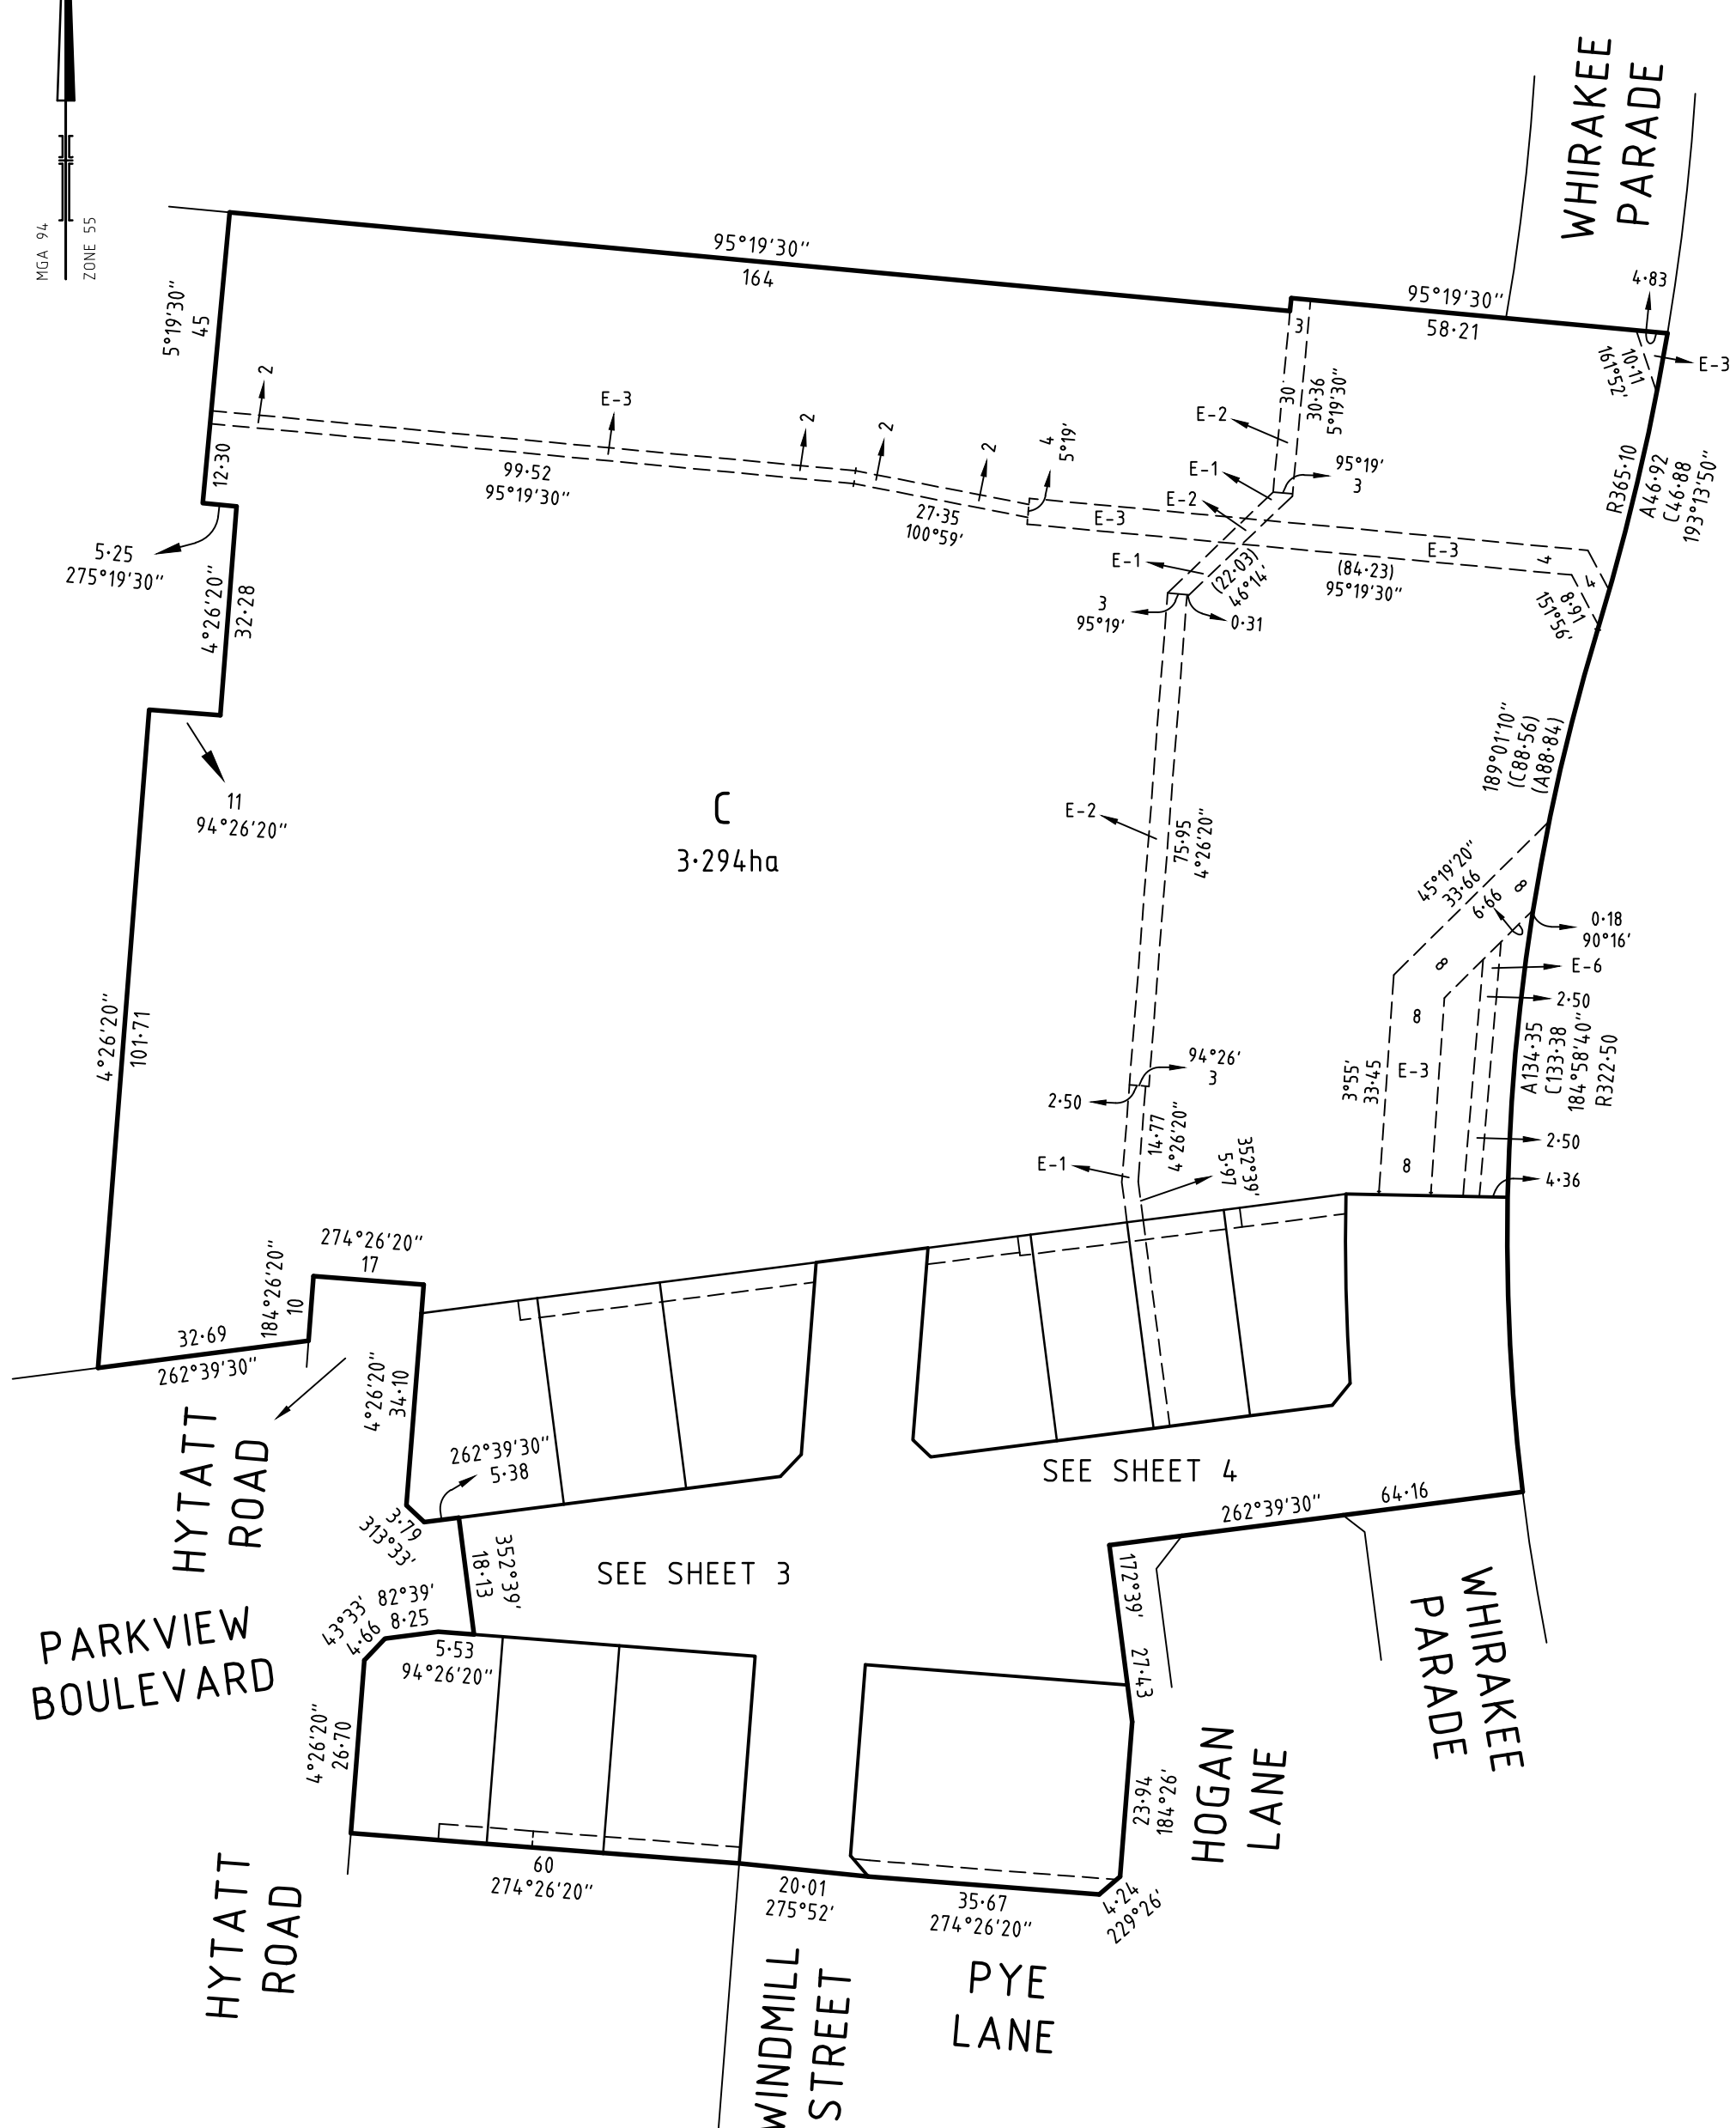 WHIRAKEE
PARADE
MGA 94
ZONE 55
95°19'30"
164
95°19'30"
58·21
4·83
E-3
10·11
161°52'
5°19'30"
45
2
E-3
2
2
2
4
5°19'
3
30
30·36
5°19'30"
E-2
E-1
E-2
95°19'
3
12·30
99·52
95°19'30"
27·35
100°59'
E-3
E-3
4
4
8·91
151°56'
(84·23)
95°19'30"
(22·03)
46°14'
E-1
3
95°19'
0·31
R365·10
A46·92
C46·88
193°13'50"
5·25
275°19'30"
4°26'20"
32·28
11
94°26'20"
C
3·294ha
189°01'10"
(C88·56)
(A88·84)
E-2
75·95
4°26'20"
45°19'20"
33·66
6·66
8
8
8
0·18
90°16'
E-6
2·50
A134·35
C133·38
184°58'40"
R322·50
4°26'20"
101·71
94°26'
3
2·50
3°55'
33·45
E-3
8
2·50
4·36
14·77
4°26'20"
E-1
352°39'
5·97
274°26'20"
17
184°26'20"
10
32·69
262°39'30"
4°26'20"
34·10
HYTATT
ROAD
262°39'30"
5·38
3·79
313°33'
SEE SHEET 4
262°39'30"
64·16
SEE SHEET 3
352°39'
18·13
172°39'
27·43
43°33'
4·66
82°39'
8·25
5·53
94°26'20"
PARKVIEW
BOULEVARD
WHIRAKEE
PARADE
4°26'20"
26·70
HOGAN
LANE
23·94
184°26'
60
274°26'20"
20·01
275°52'
35·67
274°26'20"
4·24
229°26'
HYTATT
ROAD
WINDMILL
STREET
PYE
LANE